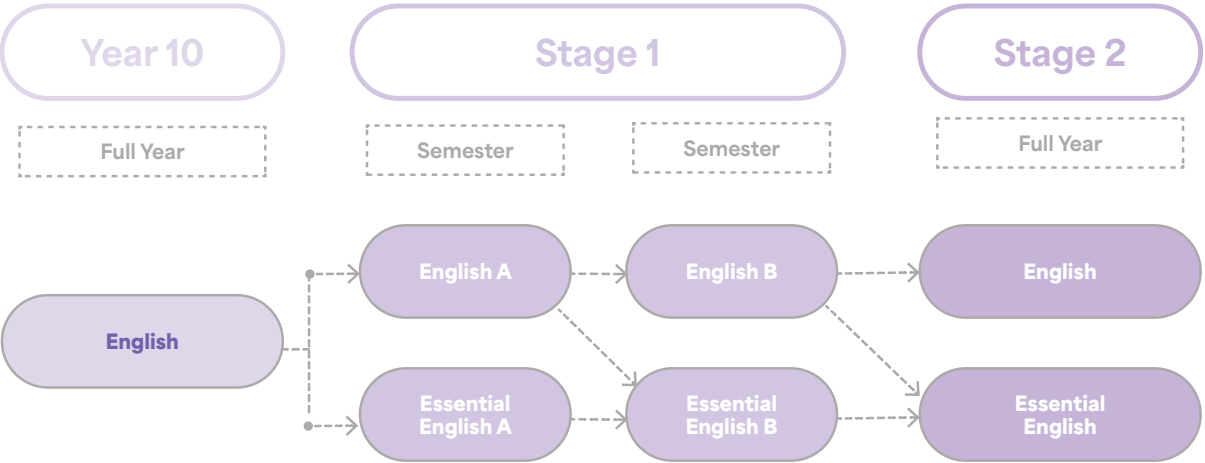 Year 10
Stage 1
Stage 2
Full Year
Semester
Semester
Full Year
English A
English B
English
English
Essential
English A
Essential
English B
Essential
English